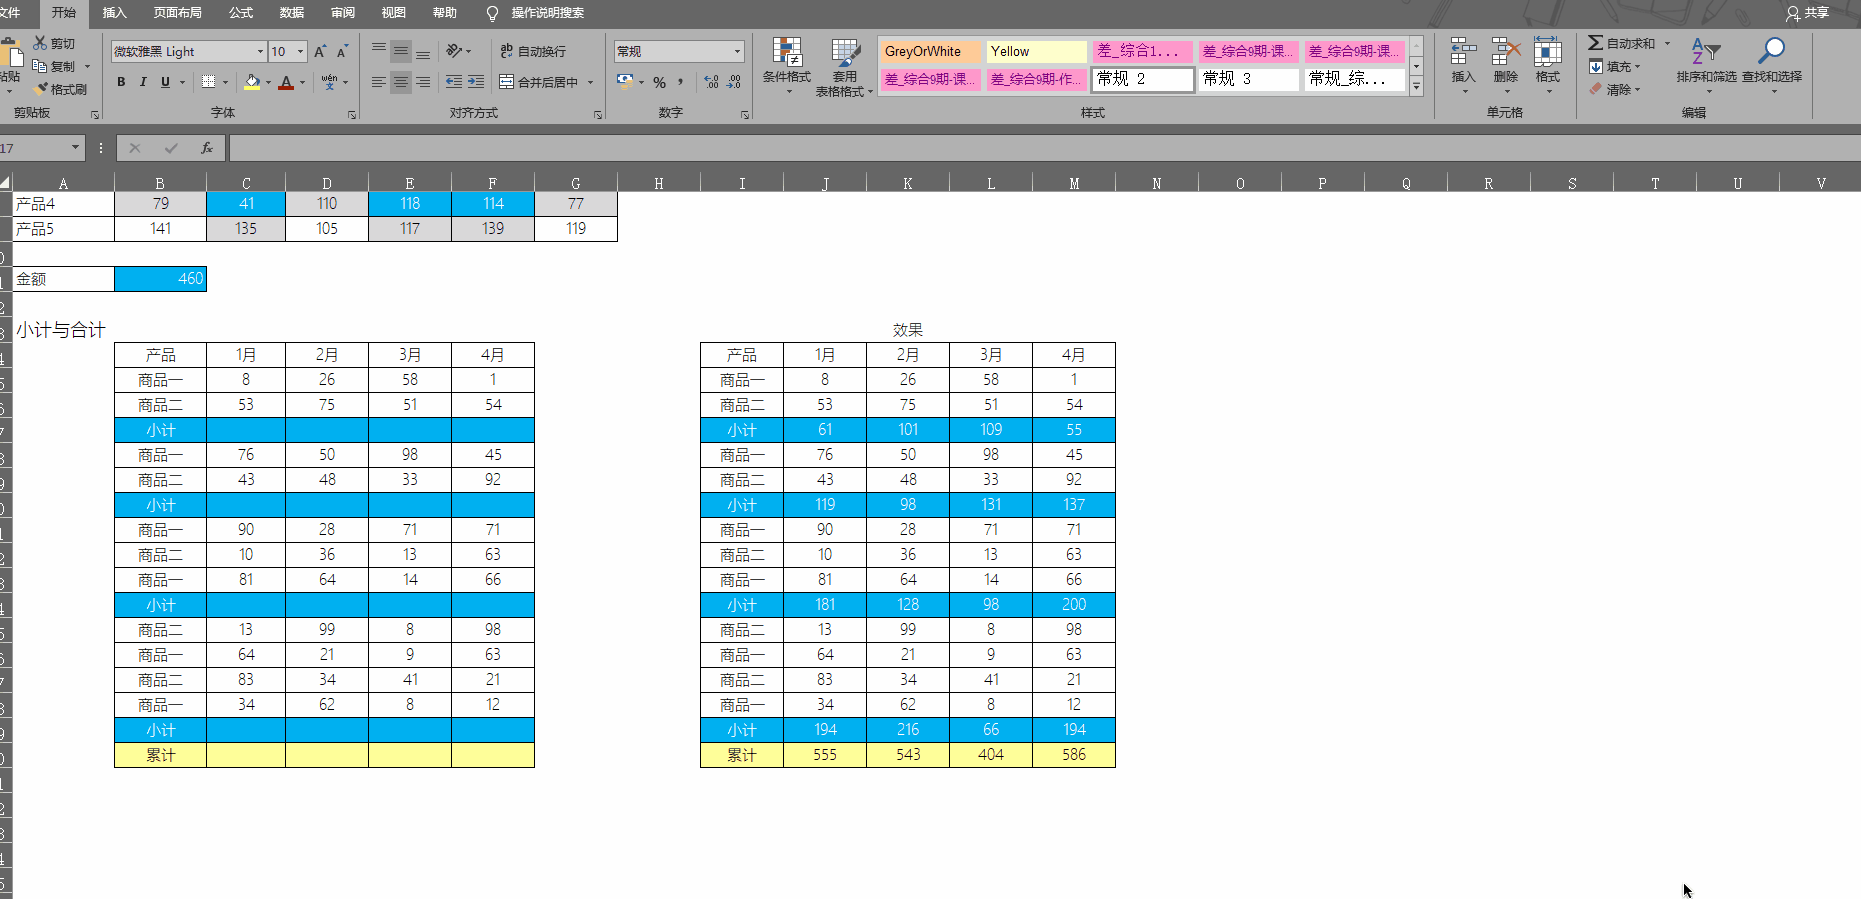 文件 开始 插入 页面布局 公式 数据 审阅 视图 帮助 操作说明搜索 共享
粘贴 剪切 复制 格式刷 剪贴板
微软雅黑 Light 10 A A B I U A wén 文 字体
ab 自动换行 合并后居中 对齐方式
常规 % , 数字
条件格式 套用 表格格式
GreyOrWhite Yellow 差_综合1... 差_综合9期-课... 差_综合9期-课...
差_综合9期-课... 差_综合9期-作... 常规 2 常规 3 常规_综... 样式
插入 删除 格式 单元格
自动求和 填充 清除 排序和筛选 查找和选择 编辑
17 fx
A B C D E F G H I J K L M N O P Q R S T U V
产品4 79 41 110 118 114 77
产品5 141 135 105 117 139 119
金额 460
小计与合计 效果
产品 1月 2月 3月 4月 产品 1月 2月 3月 4月
商品一 8 26 58 1 商品一 8 26 58 1
商品二 53 75 51 54 商品二 53 75 51 54
小计 小计 61 101 109 55
商品一 76 50 98 45 商品一 76 50 98 45
商品二 43 48 33 92 商品二 43 48 33 92
小计 小计 119 98 131 137
商品一 90 28 71 71 商品一 90 28 71 71
商品二 10 36 13 63 商品二 10 36 13 63
商品一 81 64 14 66 商品一 81 64 14 66
小计 小计 181 128 98 200
商品二 13 99 8 98 商品二 13 99 8 98
商品一 64 21 9 63 商品一 64 21 9 63
商品二 83 34 41 21 商品二 83 34 41 21
商品一 34 62 8 12 商品一 34 62 8 12
小计 小计 194 216 66 194
累计 累计 555 543 404 586